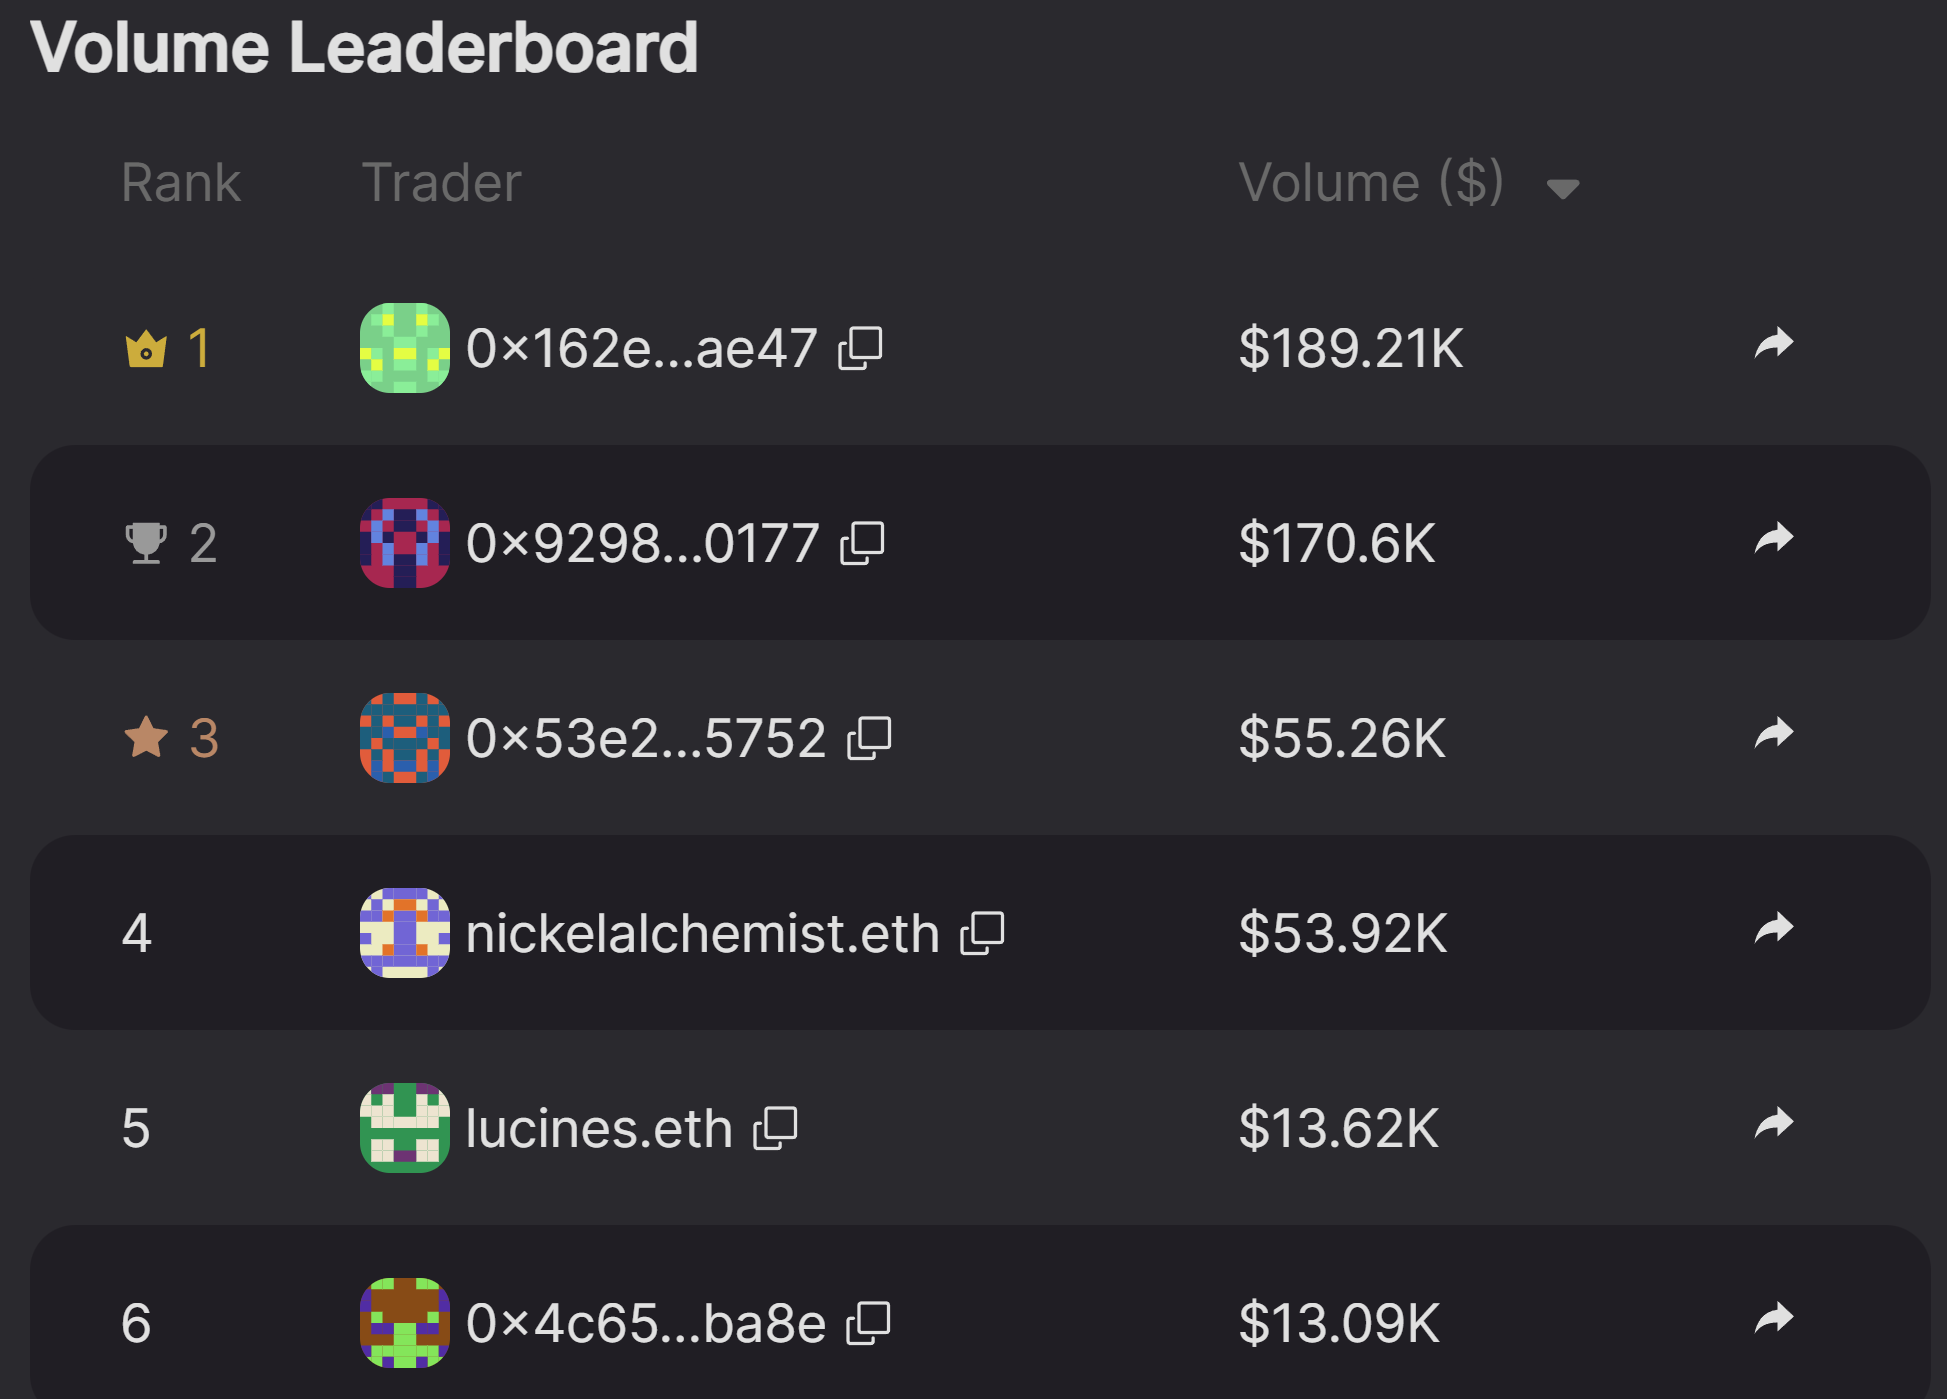 Volume Leaderboard
Rank Trader Volume ($)
1 0×162e...ae47 $189.21K
2 0×9298...0177 $170.6K
3 0×53e2...5752 $55.26K
4 nickelalchemist.eth $53.92K
5 lucines.eth $13.62K
6 0×4c65...ba8e $13.09K